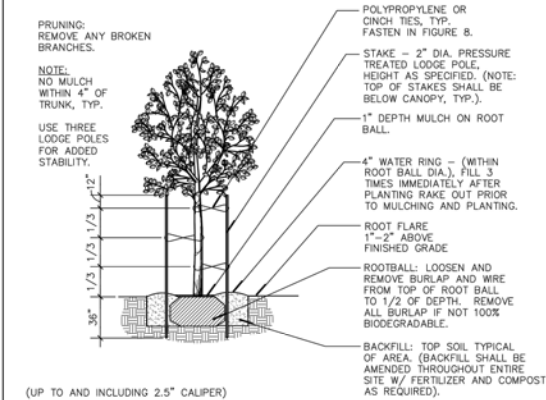 PRUNING:
REMOVE ANY BROKEN
BRANCHES.
NOTE:
NO MULCH
WITHIN 4" OF
TRUNK, TYP.
USE THREE
LODGE POLES
FOR ADDED
STABILITY.
12"
1/3
1/3
1/3
36"
(UP TO AND INCLUDING 2.5" CALIPER)
POLYPROPYLENE OR
CINCH TIES, TYP.
FASTEN IN FIGURE 8.
STAKE – 2" DIA. PRESSURE
TREATED LODGE POLE,
HEIGHT AS SPECIFIED. (NOTE:
TOP OF STAKES SHALL BE
BELOW CANOPY, TYP.).
1" DEPTH MULCH ON ROOT
BALL.
4" WATER RING – (WITHIN
ROOT BALL DIA.), FILL 3
TIMES IMMEDIATELY AFTER
PLANTING RAKE OUT PRIOR
TO MULCHING AND PLANTING.
ROOT FLARE
1"–2" ABOVE
FINISHED GRADE
ROOTBALL: LOOSEN AND
REMOVE BURLAP AND WIRE
FROM TOP OF ROOT BALL
TO 1/2 OF DEPTH. REMOVE
ALL BURLAP IF NOT 100%
BIODEGRADABLE.
BACKFILL: TOP SOIL TYPICAL
OF AREA. (BACKFILL SHALL BE
AMENDED THROUGHOUT ENTIRE
SITE W/ FERTILIZER AND COMPOST
AS REQUIRED).